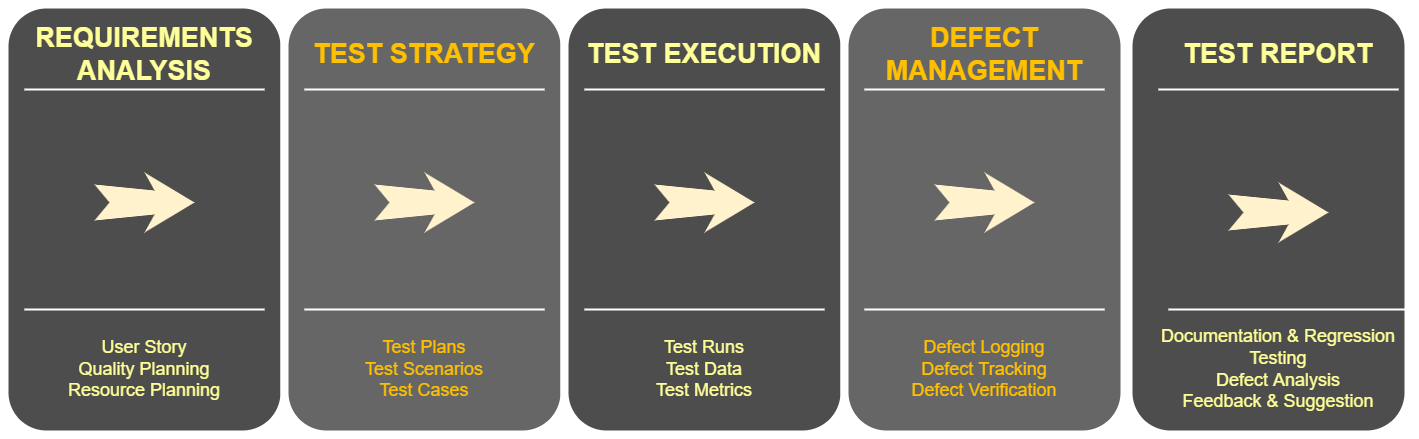 REQUIREMENTS
ANALYSIS
User Story
Quality Planning
Resource Planning
TEST STRATEGY
Test Plans
Test Scenarios
Test Cases
TEST EXECUTION
Test Runs
Test Data
Test Metrics
DEFECT
MANAGEMENT
Defect Logging
Defect Tracking
Defect Verification
TEST REPORT
Documentation & Regression
Testing
Defect Analysis
Feedback & Suggestion